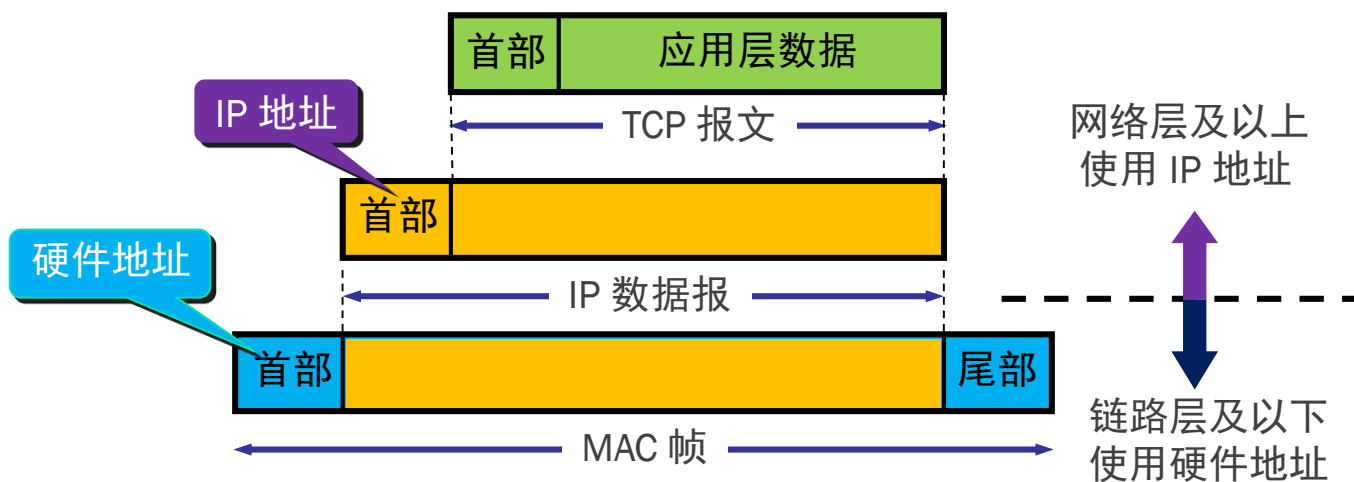 首部
应用层数据
IP 地址
TCP 报文
网络层及以上
使用 IP 地址
首部
硬件地址
IP 数据报
首部
尾部
链路层及以下
使用硬件地址
MAC 帧